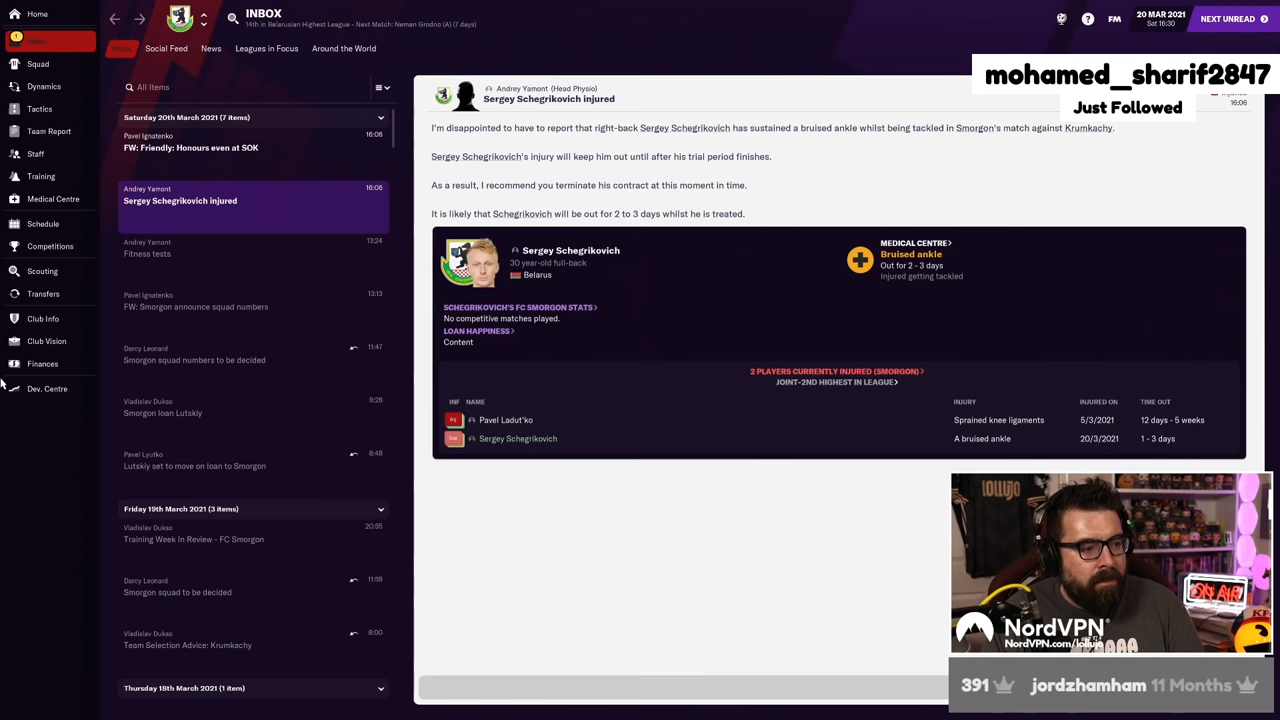 Home
INBOX
14th in Belarusian Highest League - Next Match: Neman Grodno (A) (7 days)
FM
20 MAR 2021
Sat 16:30
NEXT UNREAD
1
Squad
Dynamics
Tactics
Team Report
Staff
Training
Medical Centre
Schedule
Competitions
Scouting
Transfers
Club Info
Club Vision
Finances
Dev. Centre
Social Feed
News
Leagues in Focus
Around the World
All Items
Saturday 20th March 2021 (7 items)
Pavel Ignatenko 16:06
FW: Friendly: Honours even at SOK
Andrey Yamont 16:06
Sergey Schegrikovich injured
Andrey Yamont 13:24
Fitness tests
Pavel Ignatenko 13:13
FW: Smorgon announce squad numbers
Darcy Leonard 11:47
Smorgon squad numbers to be decided
Vladislav Dukso 9:26
Smorgon loan Lutskiy
Pavel Lyutko 8:48
Lutskiy set to move on loan to Smorgon
Friday 19th March 2021 (3 items)
Vladislav Dukso 20:55
Training Week In Review - FC Smorgon
Darcy Leonard 11:59
Smorgon squad to be decided
Vladislav Dukso 8:00
Team Selection Advice: Krumkachy
Thursday 18th March 2021 (1 item)
Andrey Yamont (Head Physio)
Sergey Schegrikovich injured
16:06
mohamed_sharif2847
Just Followed
I'm disappointed to have to report that right-back Sergey Schegrikovich has sustained a bruised ankle whilst being tackled in Smorgon's match against Krumkachy.
Sergey Schegrikovich's injury will keep him out until after his trial period finishes.
As a result, I recommend you terminate his contract at this moment in time.
It is likely that Schegrikovich will be out for 2 to 3 days whilst he is treated.
Sergey Schegrikovich
30 year-old full-back
Belarus
MEDICAL CENTRE>
Bruised ankle
Out for 2 - 3 days
Injured getting tackled
SCHEGRIKOVICH'S FC SMORGON STATS>
No competitive matches played.
LOAN HAPPINESS>
Content
2 PLAYERS CURRENTLY INJURED (SMORGON)>
JOINT-2ND HIGHEST IN LEAGUE>
INF NAME INJURY INJURED ON TIME OUT
Inj Pavel Ladut'ko Sprained knee ligaments 5/3/2021 12 days - 5 weeks
Sergey Schegrikovich A bruised ankle 20/3/2021 1 - 3 days
lollujo
ON AIR
NordVPN®
NordVPN.com/lollujo
391 jordzhamham 11 Months